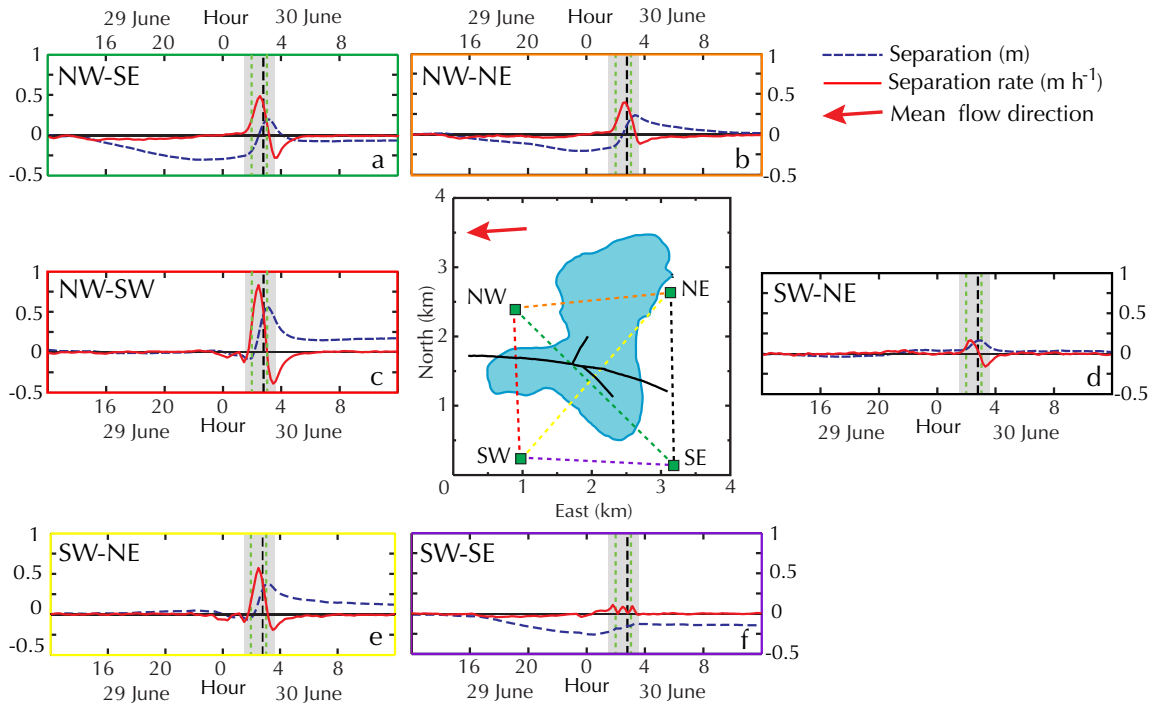 29 June Hour 30 June 29 June Hour 30 June
16 20 0 4 8 16 20 0 4 8
1 1
0.5 0.5
0 0
-0.5 -0.5
NW-SE
a
NW-NE
b
Separation (m)
Separation rate (m h⁻¹)
Mean flow direction
1
0.5
0
-0.5
NW-SW
c
16 20 0 4 8
Hour
29 June 30 June
4
3
2
1
North (km)
NW
NE
SW
SE
0 1 2 3 4
East (km)
SW-NE
d
1
0.5
0
-0.5
16 20 0 4 8
29 June Hour 30 June
1 1
0.5 0.5
0 0
-0.5 -0.5
SW-NE
e
SW-SE
f
16 20 0 4 8 16 20 0 4 8
29 June Hour 30 June 29 June Hour 30 June